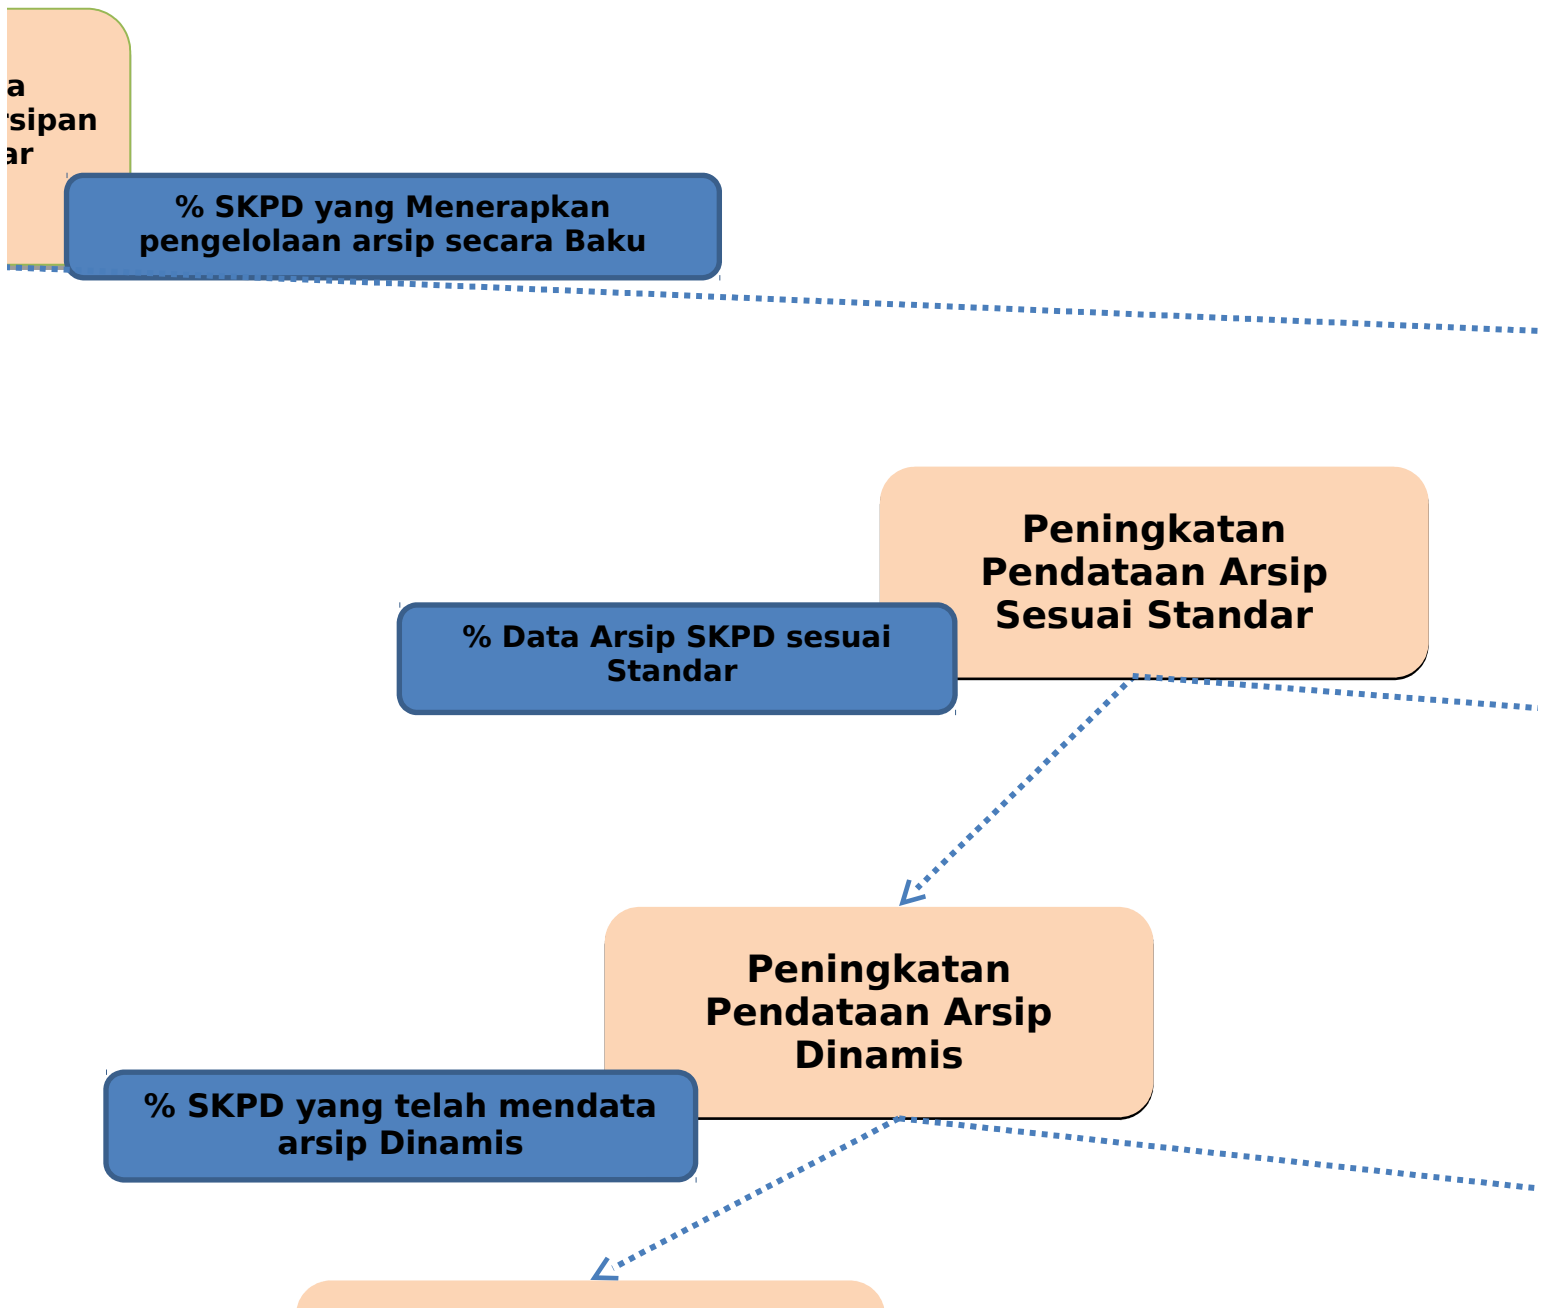 % SKPD yang Menerapkan
pengelolaan arsip secara Baku
Peningkatan
Pendataan Arsip
Sesuai Standar
% Data Arsip SKPD sesuai
Standar
Peningkatan
Pendataan Arsip
Dinamis
% SKPD yang telah mendata
arsip Dinamis